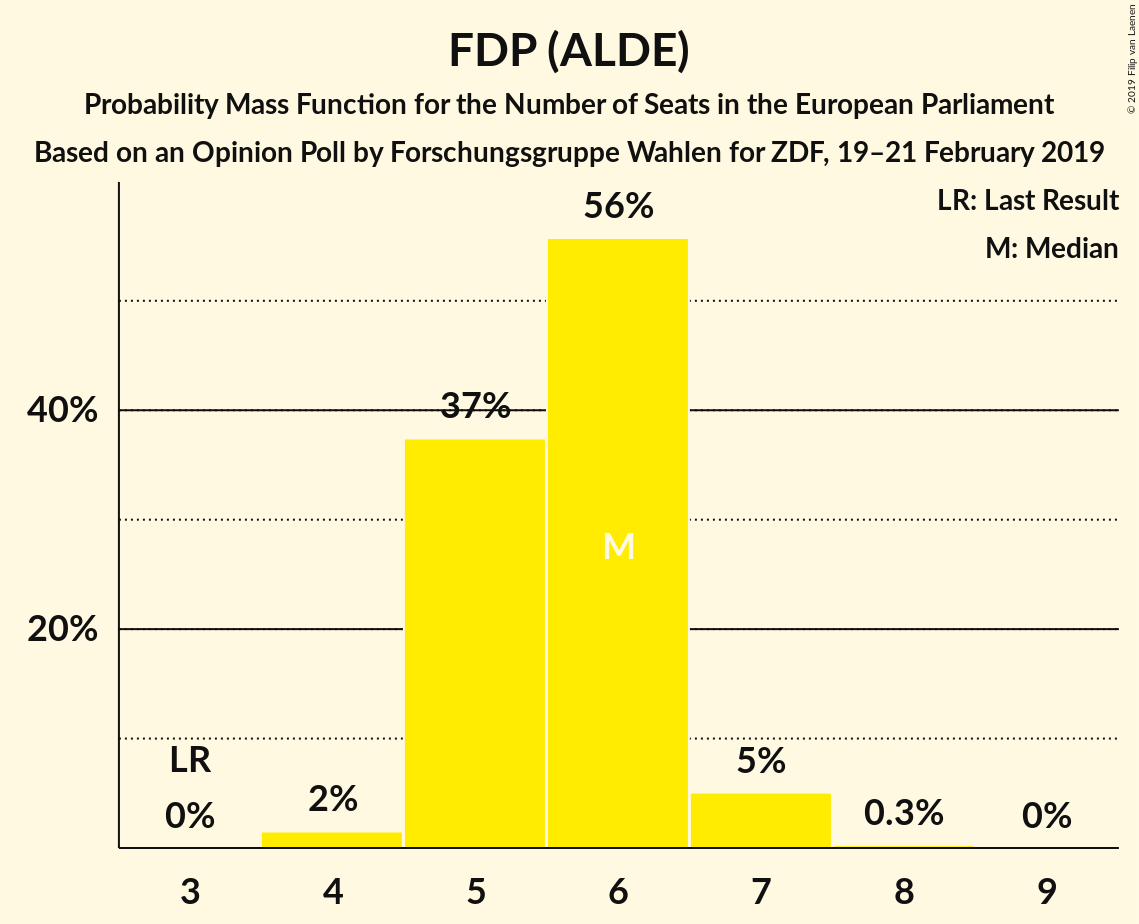 FDP (ALDE)
Probability Mass Function for the Number of Seats in the European Parliament
Based on an Opinion Poll by Forschungsgruppe Wahlen for ZDF, 19–21 February 2019
© 2019 Filip van Laenen
LR: Last Result
M: Median
56%
40%
37%
M
20%
LR
0%
2%
5%
0.3%
0%
3 4 5 6 7 8 9